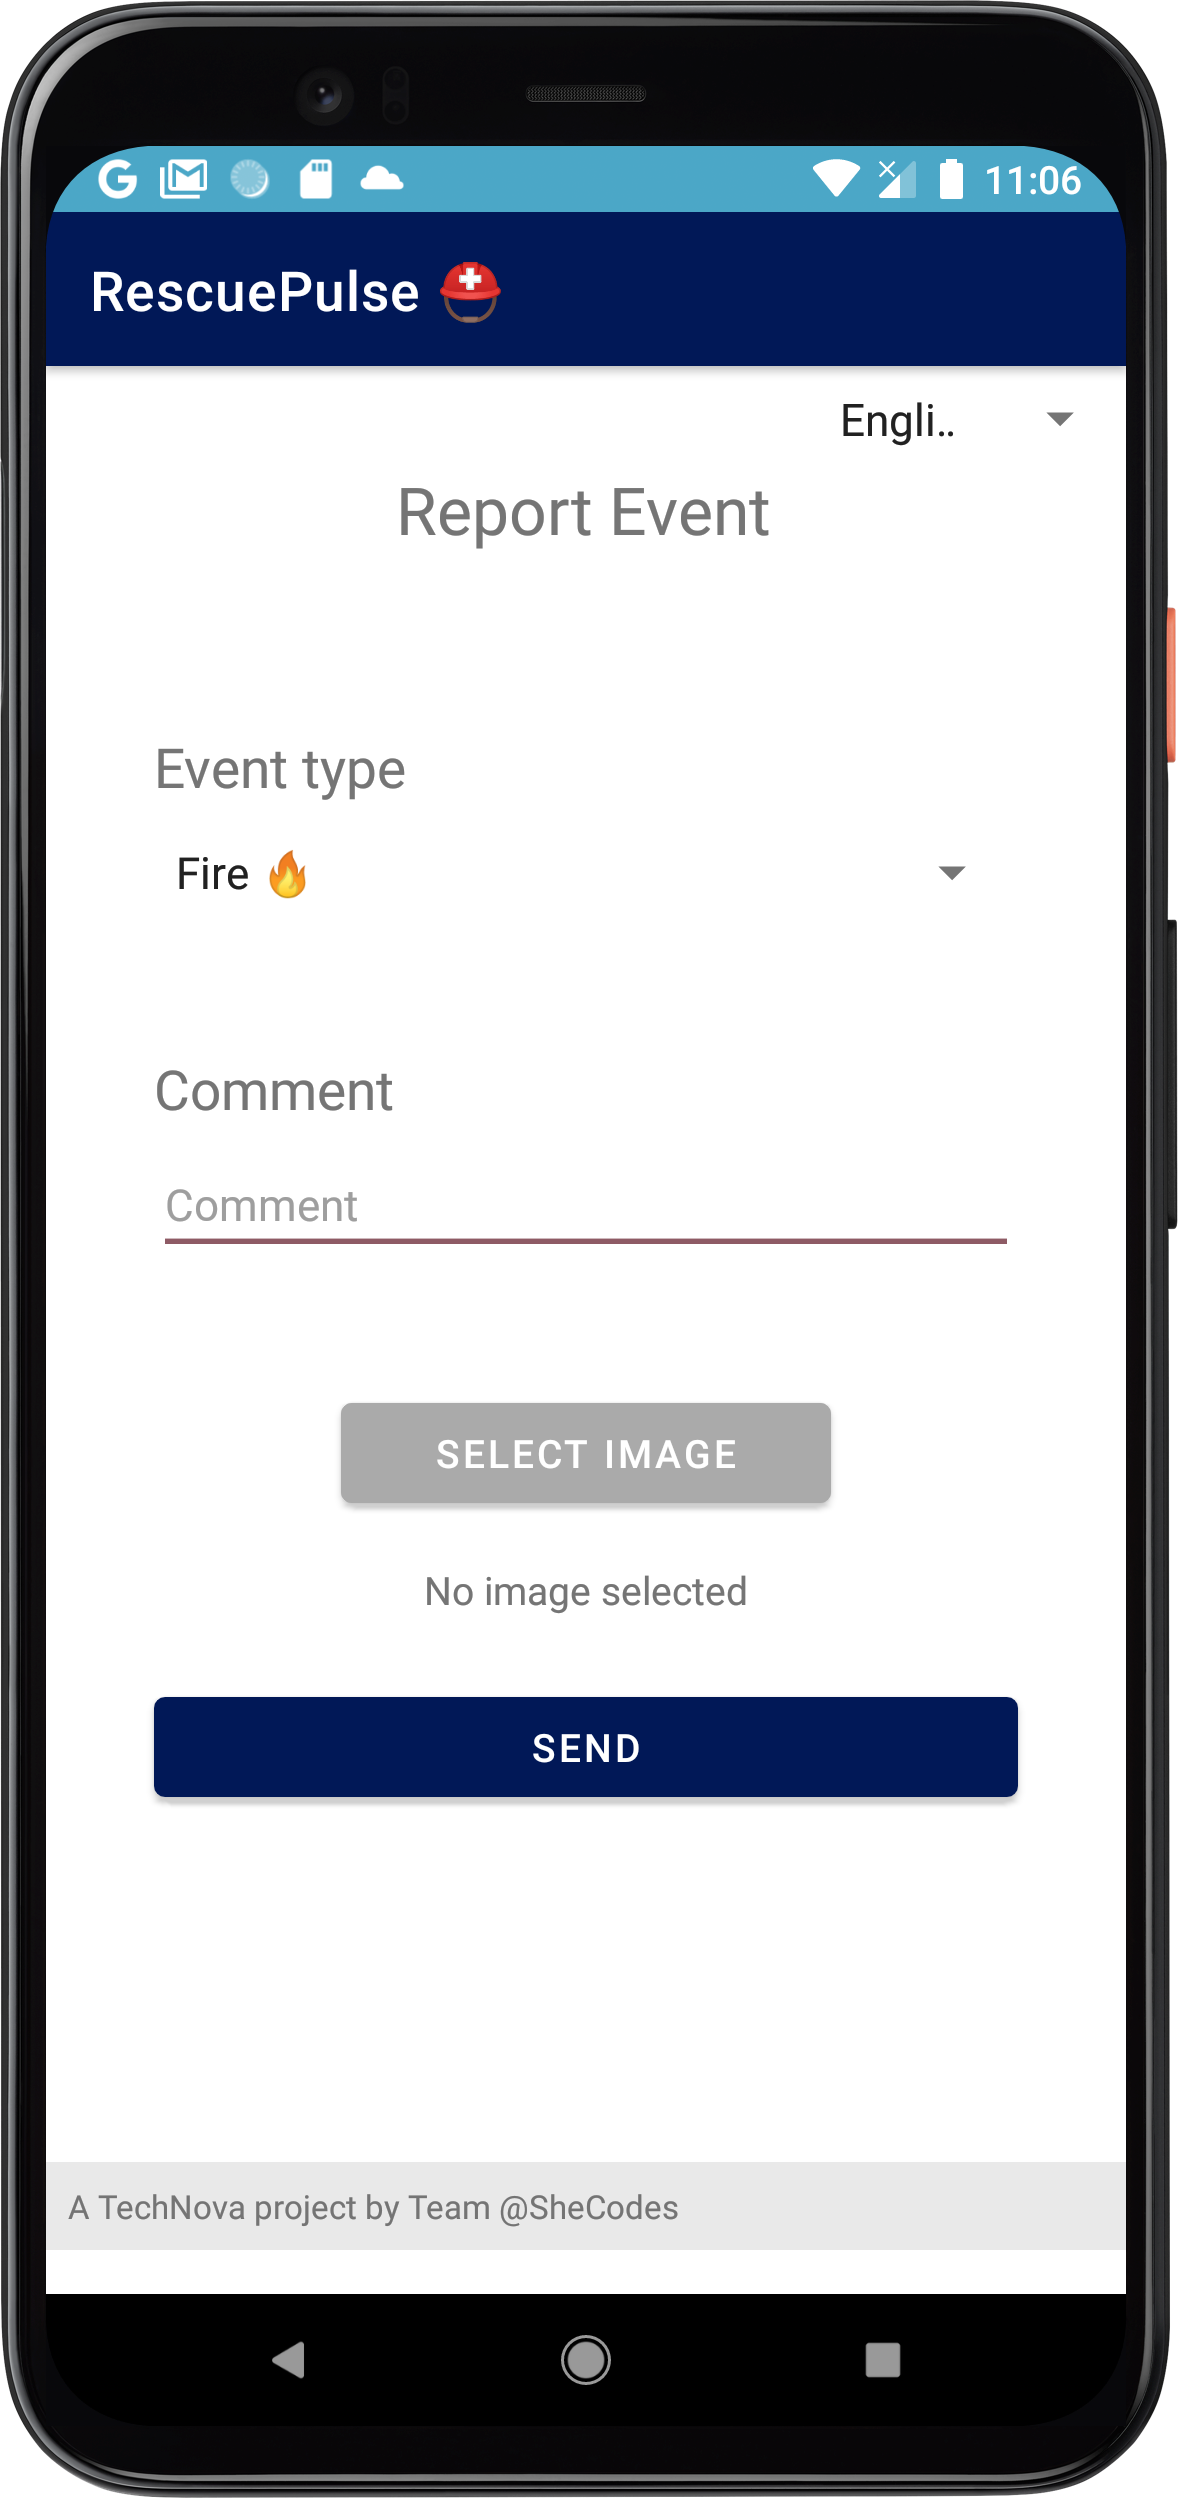 11:06
RescuePulse ⛑️
Engli..
Report Event
Event type
Fire 🔥
Comment
Comment
SELECT IMAGE
No image selected
SEND
A TechNova project by Team @SheCodes